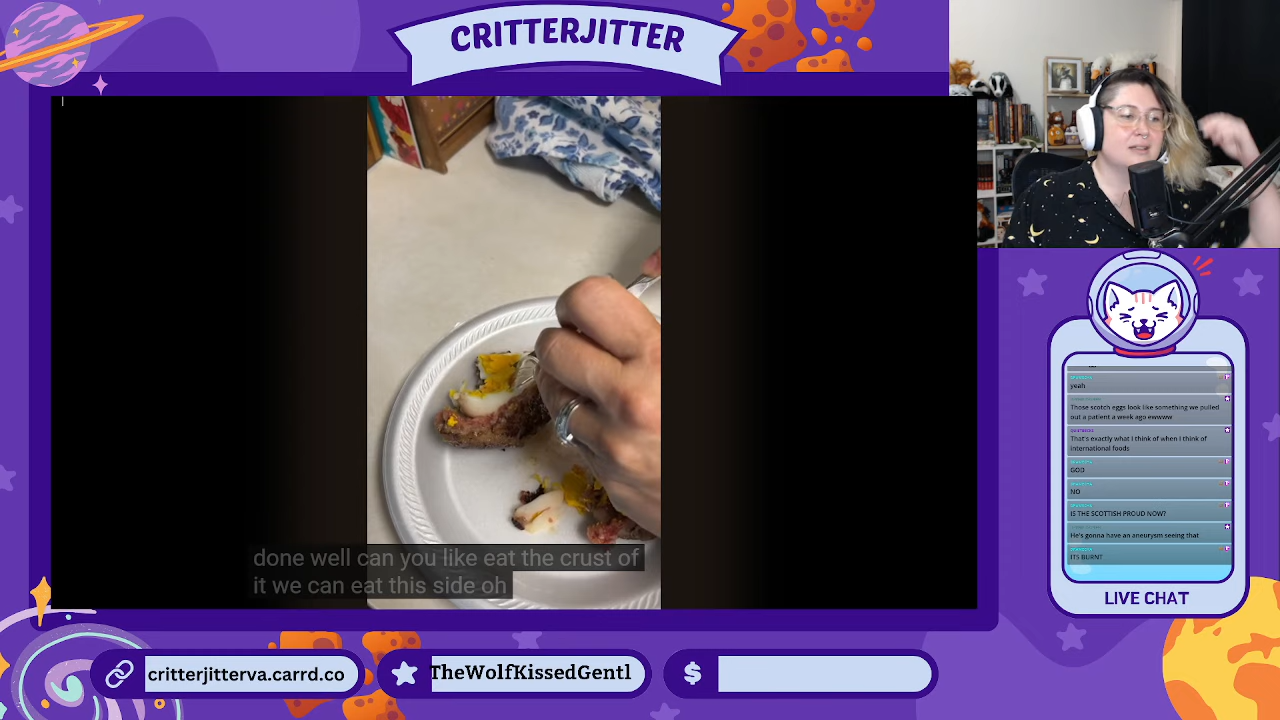 CRITTERJITTER
done well can you like eat the crust of
it we can eat this side oh
yeah
Those scotch eggs look like something we pulled
out a patient a week ago ewwww
That's exactly what I think of when I think of
international foods
GOD
NO
IS THE SCOTTISH PROUD NOW?
He's gonna have an aneurysm seeing that
ITS BURNT
LIVE CHAT
critterjitterva.carrd.co
TheWolfKissedGentl
$